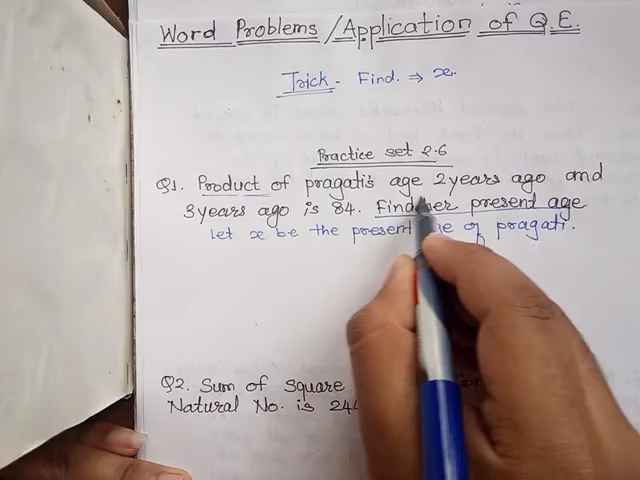 Word Problems / Application of Q.E.
Trick - Find. ⇒ x.
Practice set 2.6
Q1. Product of pragati's age 2 years ago and
3 years ago is 84. Find her present age
Let x be the present of pragati.
Q2. Sum of Square
Natural No. is 244